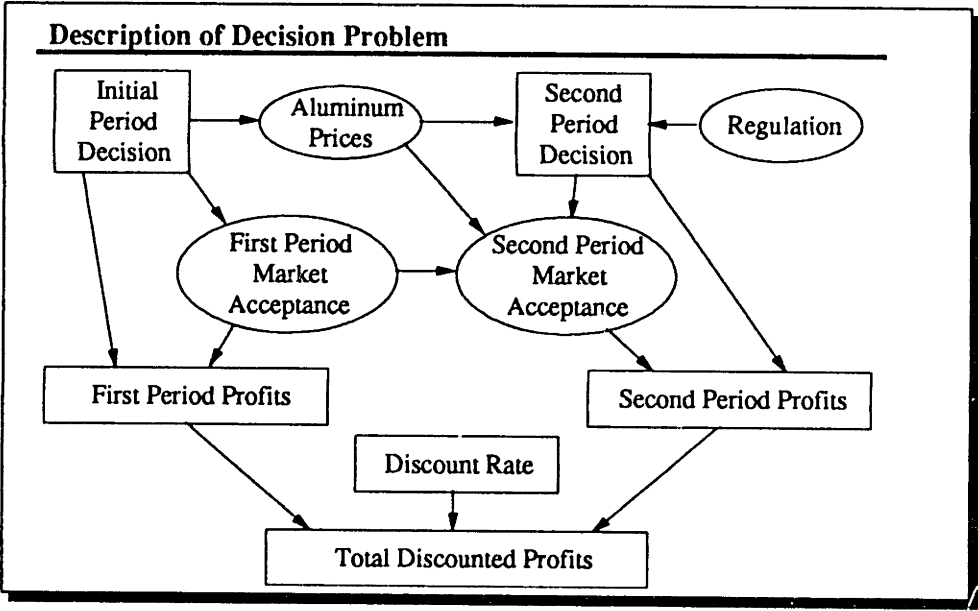 Description of Decision Problem
Initial
Period
Decision
Aluminum
Prices
Second
Period
Decision
Regulation
First Period
Market
Acceptance
Second Period
Market
Acceptance
First Period Profits
Second Period Profits
Discount Rate
Total Discounted Profits